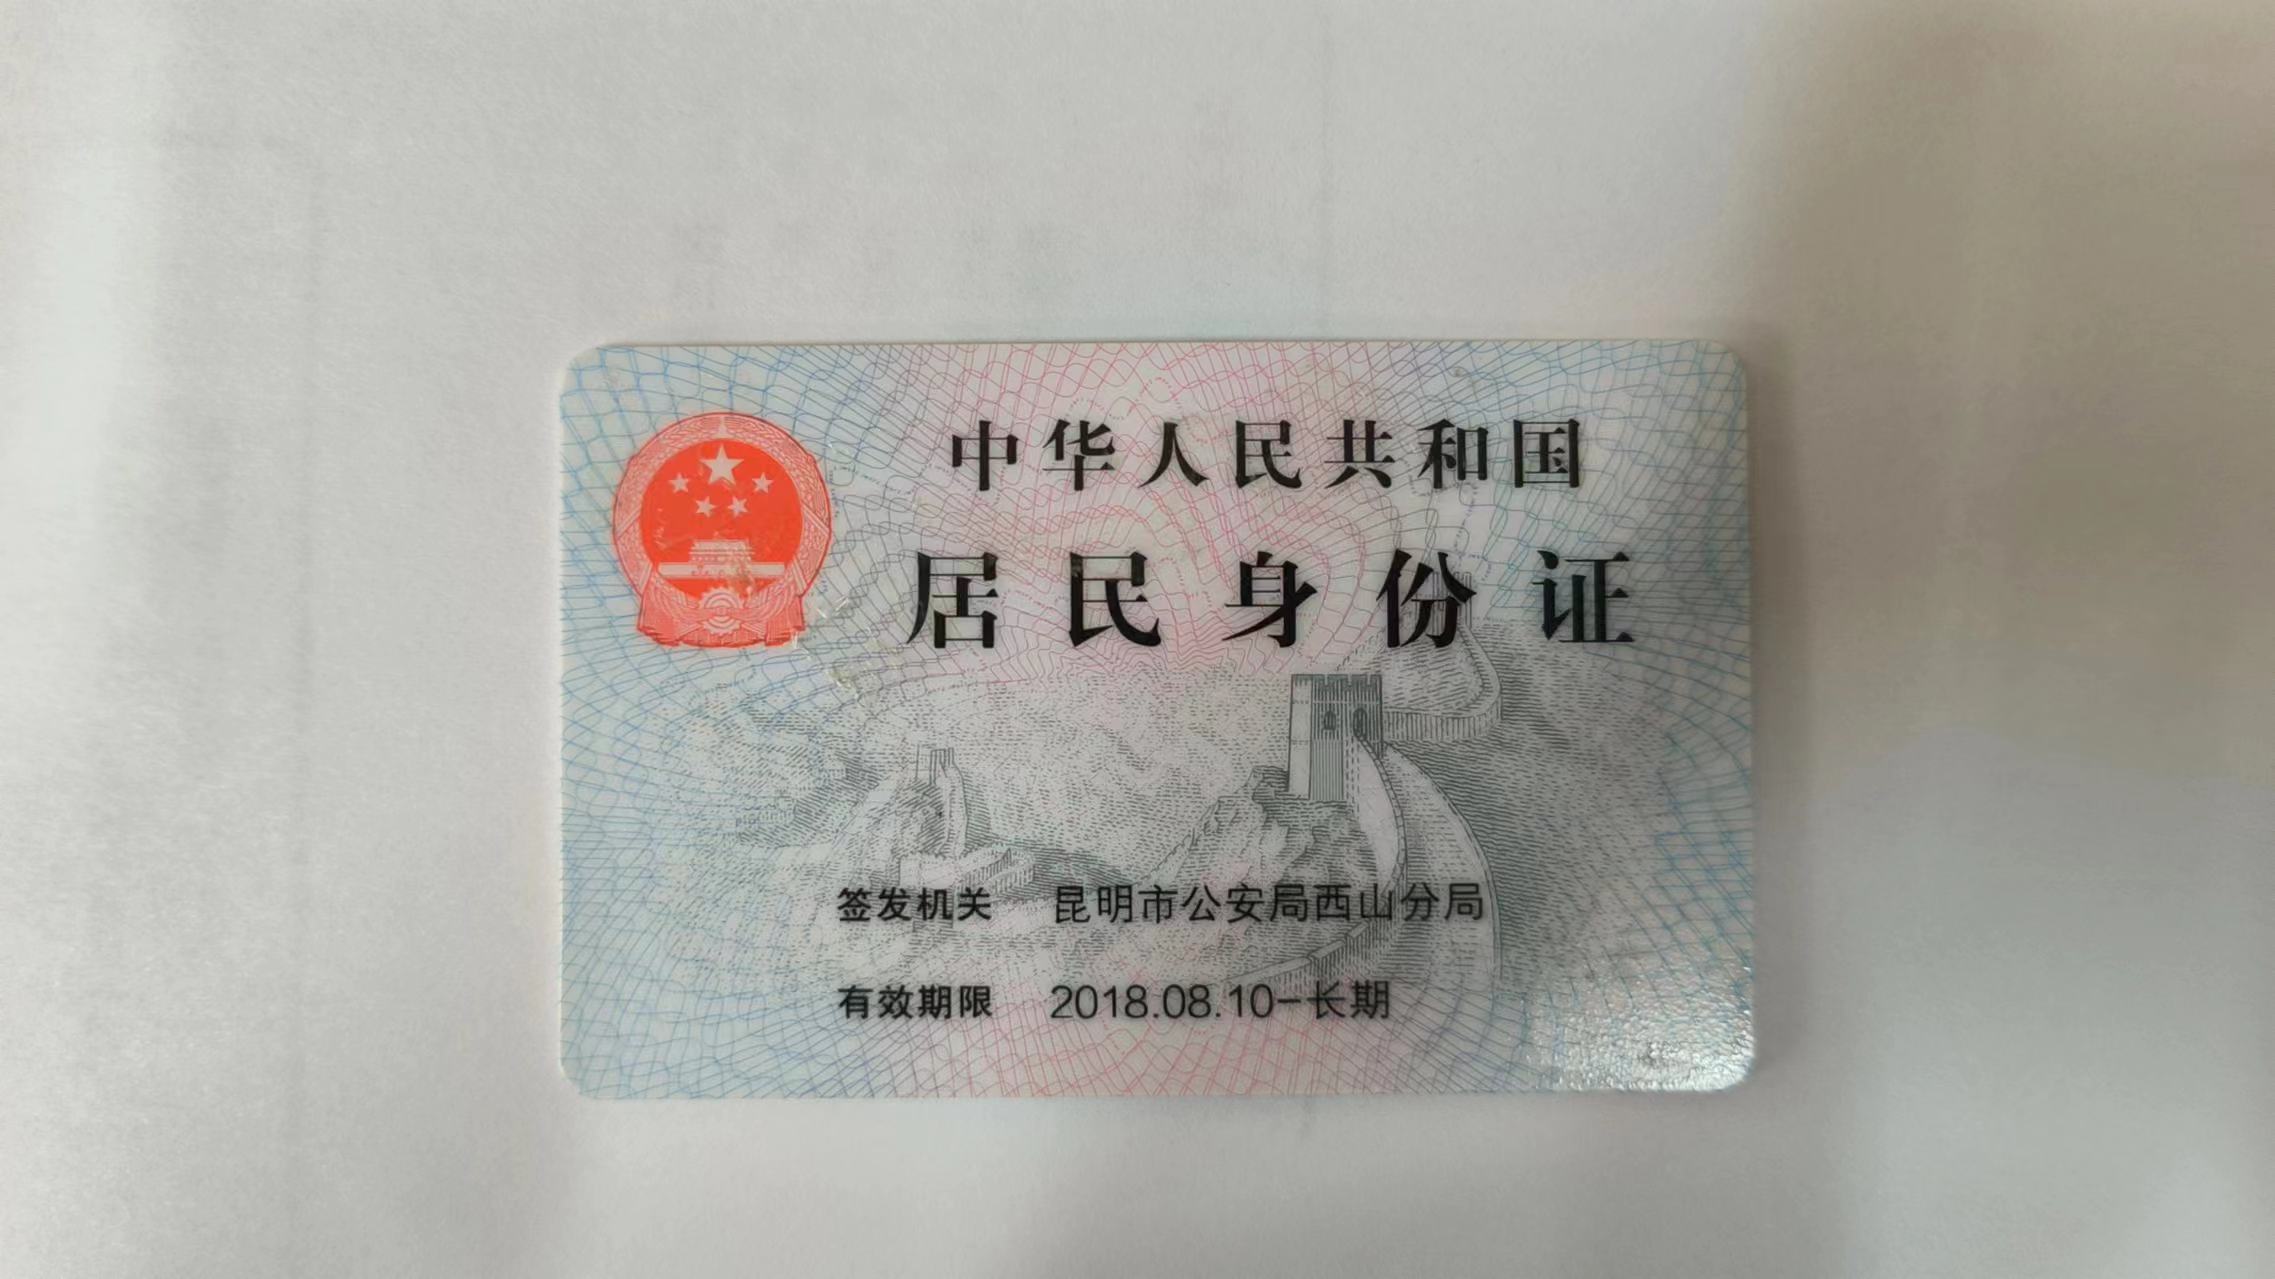 中华人民共和国
居民身份证
签发机关 昆明市公安局西山分局
有效期限 2018.08.10-长期